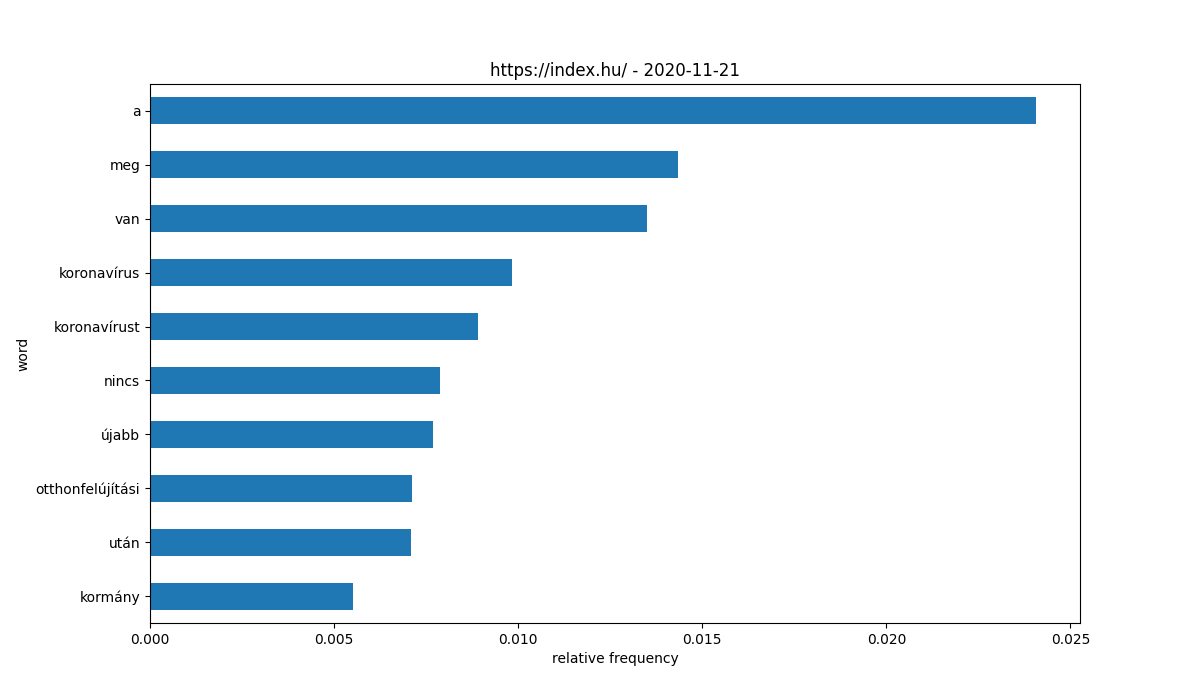 https://index.hu/ - 2020-11-21
a
meg
van
koronavírus
koronavírust
nincs
újabb
otthonfelújítási
után
kormány
word
0.000 0.005 0.010 0.015 0.020 0.025
relative frequency